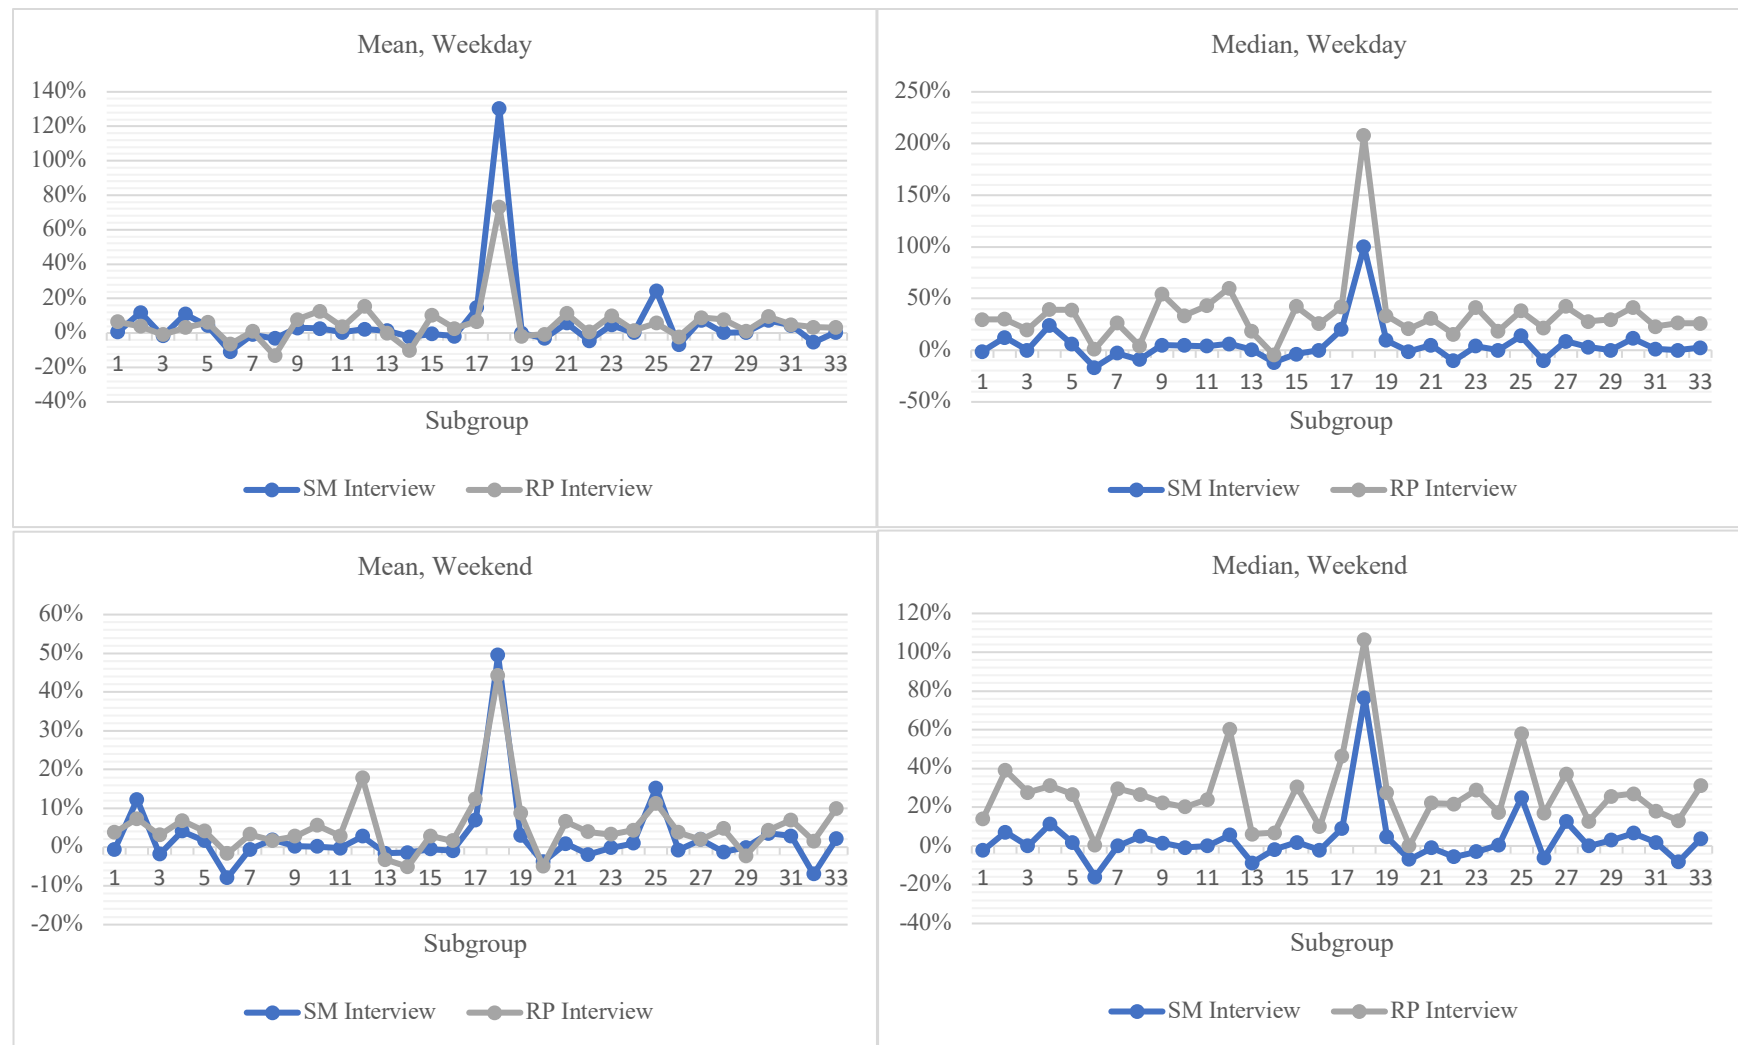 Mean, Weekday
140%
120%
100%
80%
60%
40%
20%
0%
-20%
-40%
1 3 5 7 9 11 13 15 17 19 21 23 25 27 29 31 33
Subgroup
SM Interview RP Interview
Median, Weekday
250%
200%
150%
100%
50%
0%
-50%
1 3 5 7 9 11 13 15 17 19 21 23 25 27 29 31 33
Subgroup
SM Interview RP Interview
Mean, Weekend
60%
50%
40%
30%
20%
10%
0%
-10%
-20%
1 3 5 7 9 11 13 15 17 19 21 23 25 27 29 31 33
Subgroup
SM Interview RP Interview
Median, Weekend
120%
100%
80%
60%
40%
20%
0%
-20%
-40%
1 3 5 7 9 11 13 15 17 19 21 23 25 27 29 31 33
Subgroup
SM Interview RP Interview